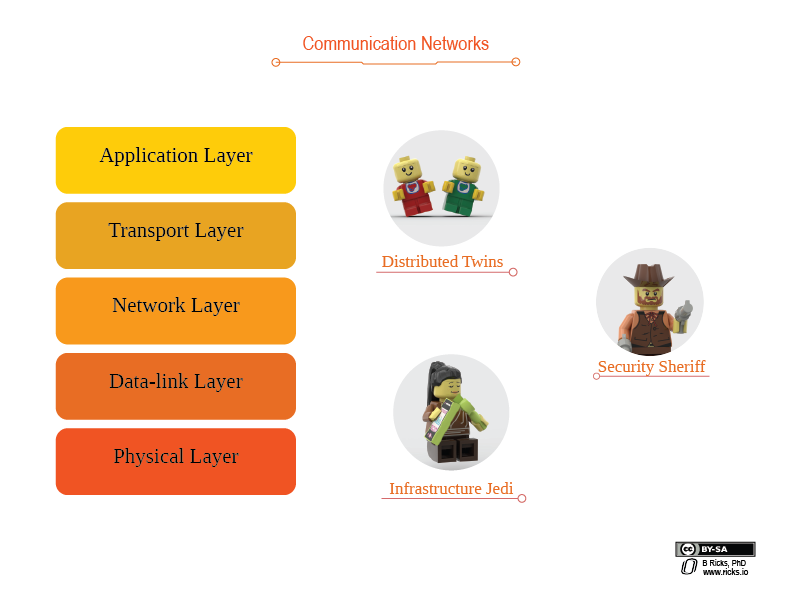 Communication Networks
Application Layer
Transport Layer
Network Layer
Data-link Layer
Physical Layer
Distributed Twins
Security Sheriff
Infrastructure Jedi
cc BY-SA
B Ricks, PhD
www.ricks.io